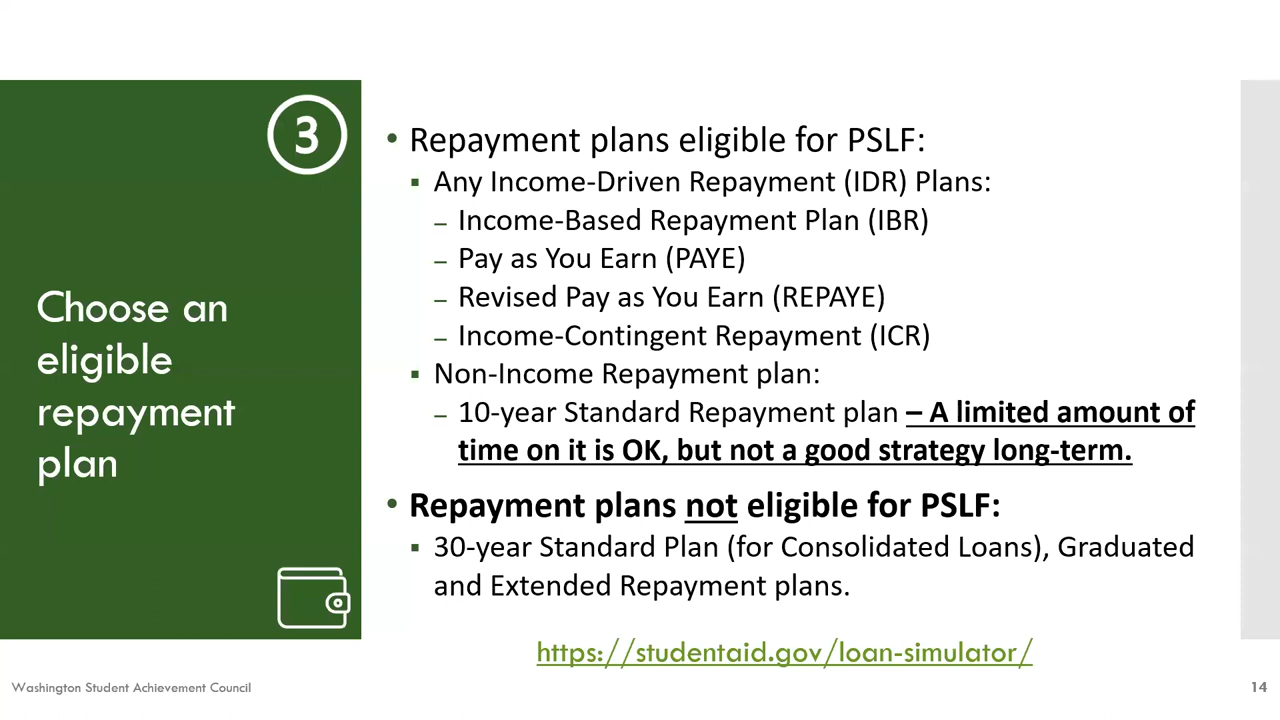 3
Choose an
eligible
repayment
plan
• Repayment plans eligible for PSLF:
▪ Any Income-Driven Repayment (IDR) Plans:
– Income-Based Repayment Plan (IBR)
– Pay as You Earn (PAYE)
– Revised Pay as You Earn (REPAYE)
– Income-Contingent Repayment (ICR)
▪ Non-Income Repayment plan:
– 10-year Standard Repayment plan – A limited amount of
time on it is OK, but not a good strategy long-term.
• Repayment plans not eligible for PSLF:
▪ 30-year Standard Plan (for Consolidated Loans), Graduated
and Extended Repayment plans.
https://studentaid.gov/loan-simulator/
Washington Student Achievement Council
14